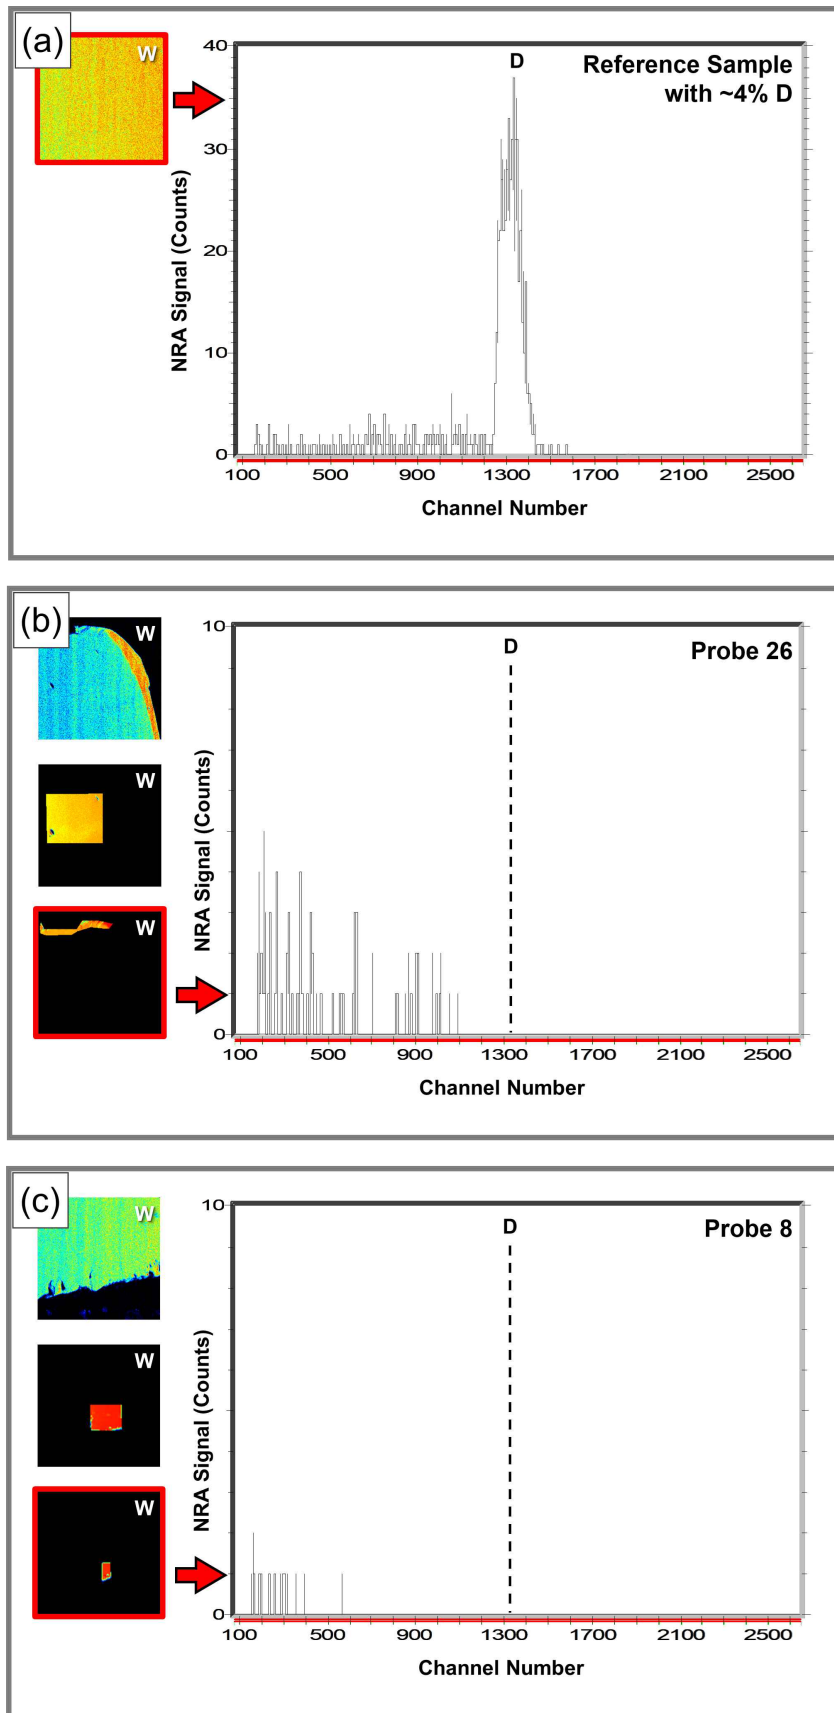 (a)
W
Reference Sample
with ~4% D
D
40
30
20
10
0
NRA Signal (Counts)
100 500 900 1300 1700 2100 2500
Channel Number
(b)
W
W
W
Probe 26
D
10
0
NRA Signal (Counts)
100 500 900 1300 1700 2100 2500
Channel Number
(c)
W
W
W
Probe 8
D
10
0
NRA Signal (Counts)
100 500 900 1300 1700 2100 2500
Channel Number